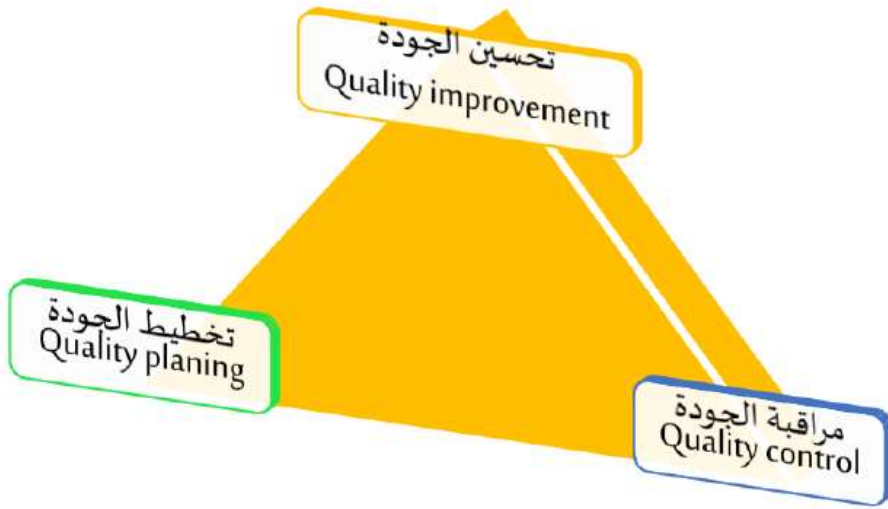 تحسين الجودة
Quality improvement
تخطيط الجودة
Quality planing
مراقبة الجودة
Quality control